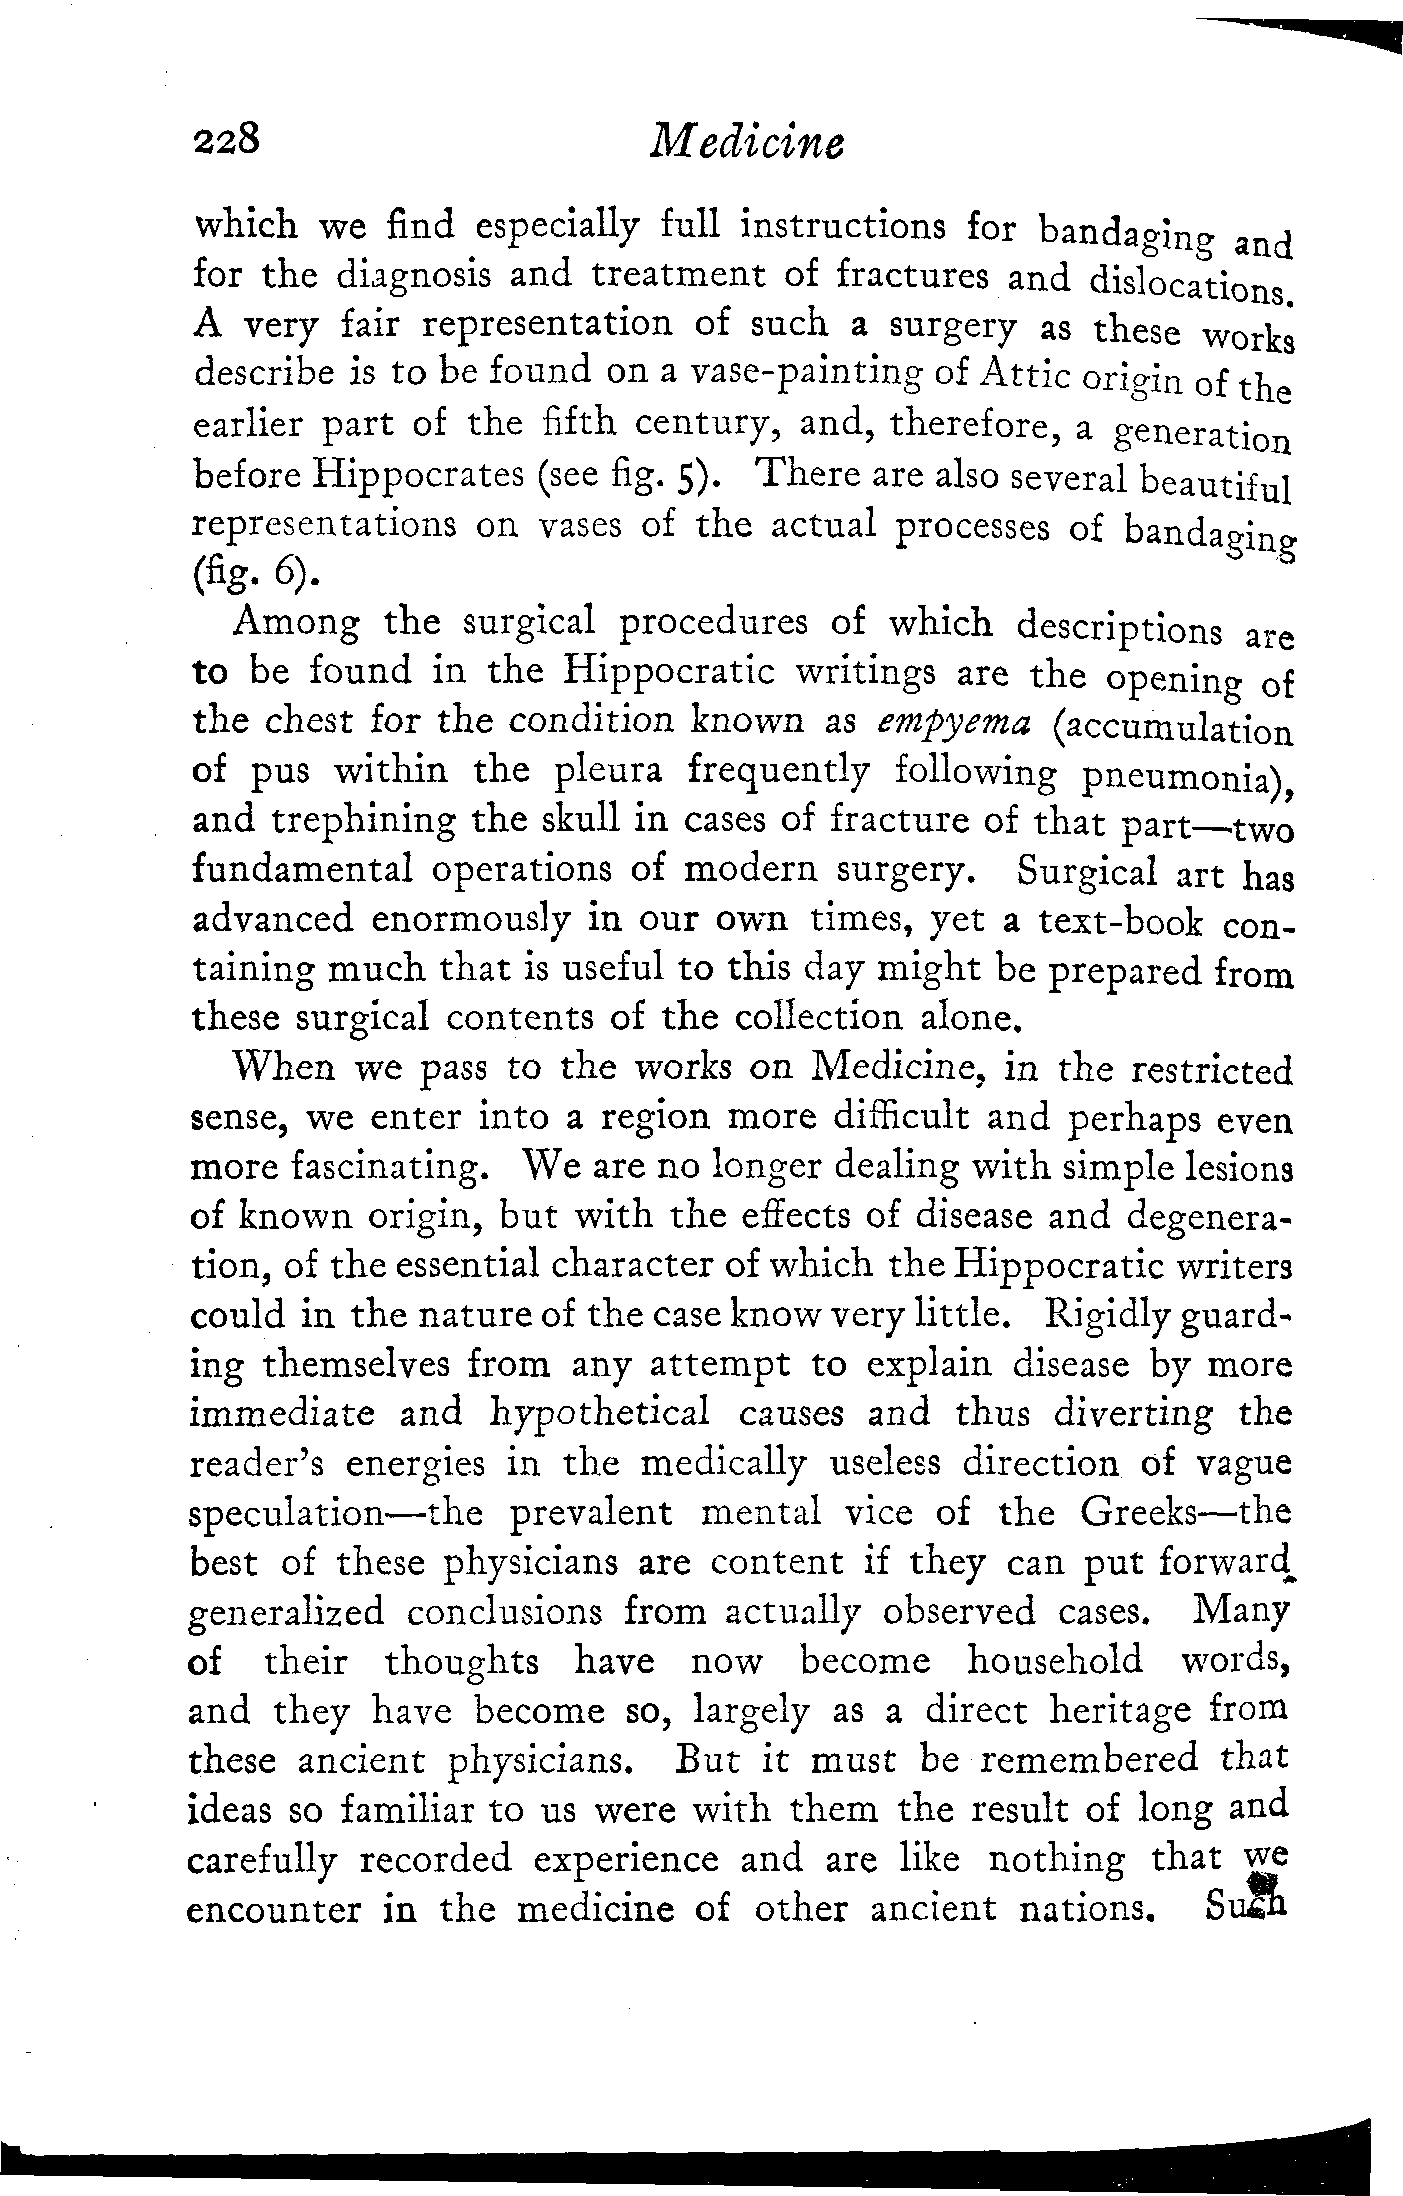 228 Medicine
which we find especially full instructions for bandaging and
for the diagnosis and treatment of fractures and dislocations.
A very fair representation of such a surgery as these works
describe is to be found on a vase-painting of Attic origin of the
earlier part of the fifth century, and, therefore, a generation
before Hippocrates (see fig. 5). There are also several beautiful
representations on vases of the actual processes of bandaging
(fig. 6).
Among the surgical procedures of which descriptions are
to be found in the Hippocratic writings are the opening of
the chest for the condition known as empyema (accumulation
of pus within the pleura frequently following pneumonia),
and trephining the skull in cases of fracture of that part—two
fundamental operations of modern surgery. Surgical art has
advanced enormously in our own times, yet a text-book con-
taining much that is useful to this day might be prepared from
these surgical contents of the collection alone.
When we pass to the works on Medicine, in the restricted
sense, we enter into a region more difficult and perhaps even
more fascinating. We are no longer dealing with simple lesions
of known origin, but with the effects of disease and degenera-
tion, of the essential character of which the Hippocratic writers
could in the nature of the case know very little. Rigidly guard-
ing themselves from any attempt to explain disease by more
immediate and hypothetical causes and thus diverting the
reader's energies in the medically useless direction of vague
speculation—the prevalent mental vice of the Greeks—the
best of these physicians are content if they can put forward
generalized conclusions from actually observed cases. Many
of their thoughts have now become household words,
and they have become so, largely as a direct heritage from
these ancient physicians. But it must be remembered that
ideas so familiar to us were with them the result of long and
carefully recorded experience and are like nothing that we
encounter in the medicine of other ancient nations. Such